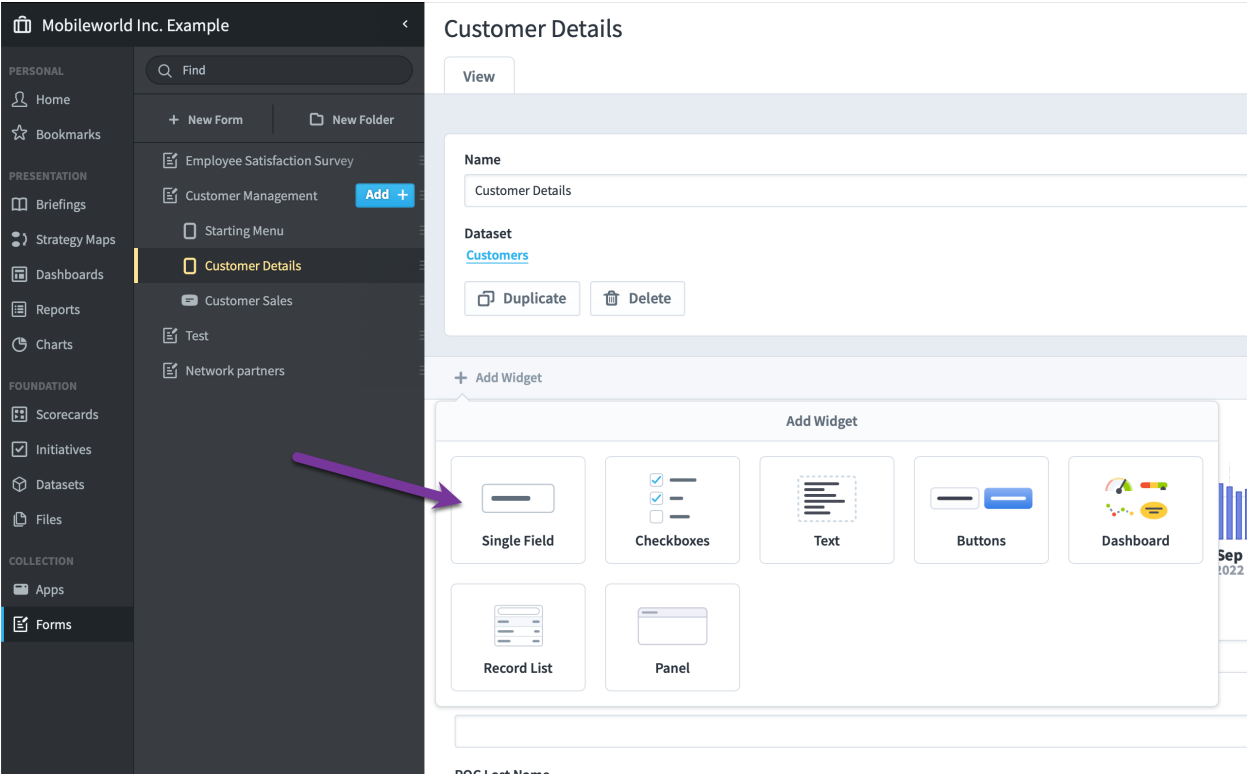 Mobileworld Inc. Example
PERSONAL
Home
Bookmarks
PRESENTATION
Briefings
Strategy Maps
Dashboards
Reports
Charts
FOUNDATION
Scorecards
Initiatives
Datasets
Files
COLLECTION
Apps
Forms
Find
New Form
New Folder
Employee Satisfaction Survey
Customer Management
Add
Starting Menu
Customer Details
Customer Sales
Test
Network partners
Customer Details
View
Name
Customer Details
Dataset
Customers
Duplicate
Delete
Add Widget
Add Widget
Single Field
Checkboxes
Text
Buttons
Dashboard
Record List
Panel
Sep
2022
POC Last Name